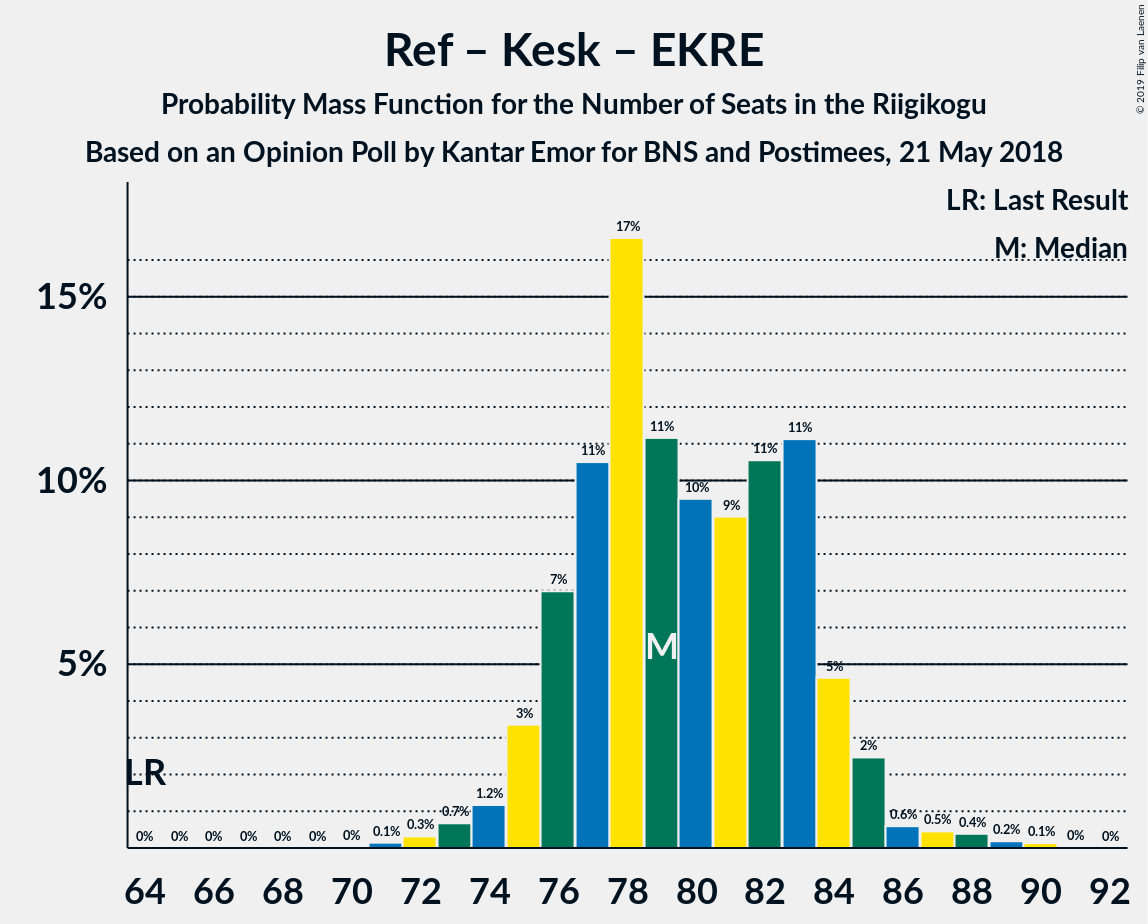 Ref – Kesk – EKRE
Probability Mass Function for the Number of Seats in the Riigikogu
Based on an Opinion Poll by Kantar Emor for BNS and Postimees, 21 May 2018
© 2019 Filip van Laenen
LR: Last Result
M: Median
15%
10%
5%
LR
M
0% 0% 0% 0% 0% 0% 0% 0.1% 0.3% 0.7% 1.2% 3% 7% 11% 17% 11% 10% 9% 11% 11% 5% 2% 0.6% 0.5% 0.4% 0.2% 0.1% 0% 0%
64 66 68 70 72 74 76 78 80 82 84 86 88 90 92